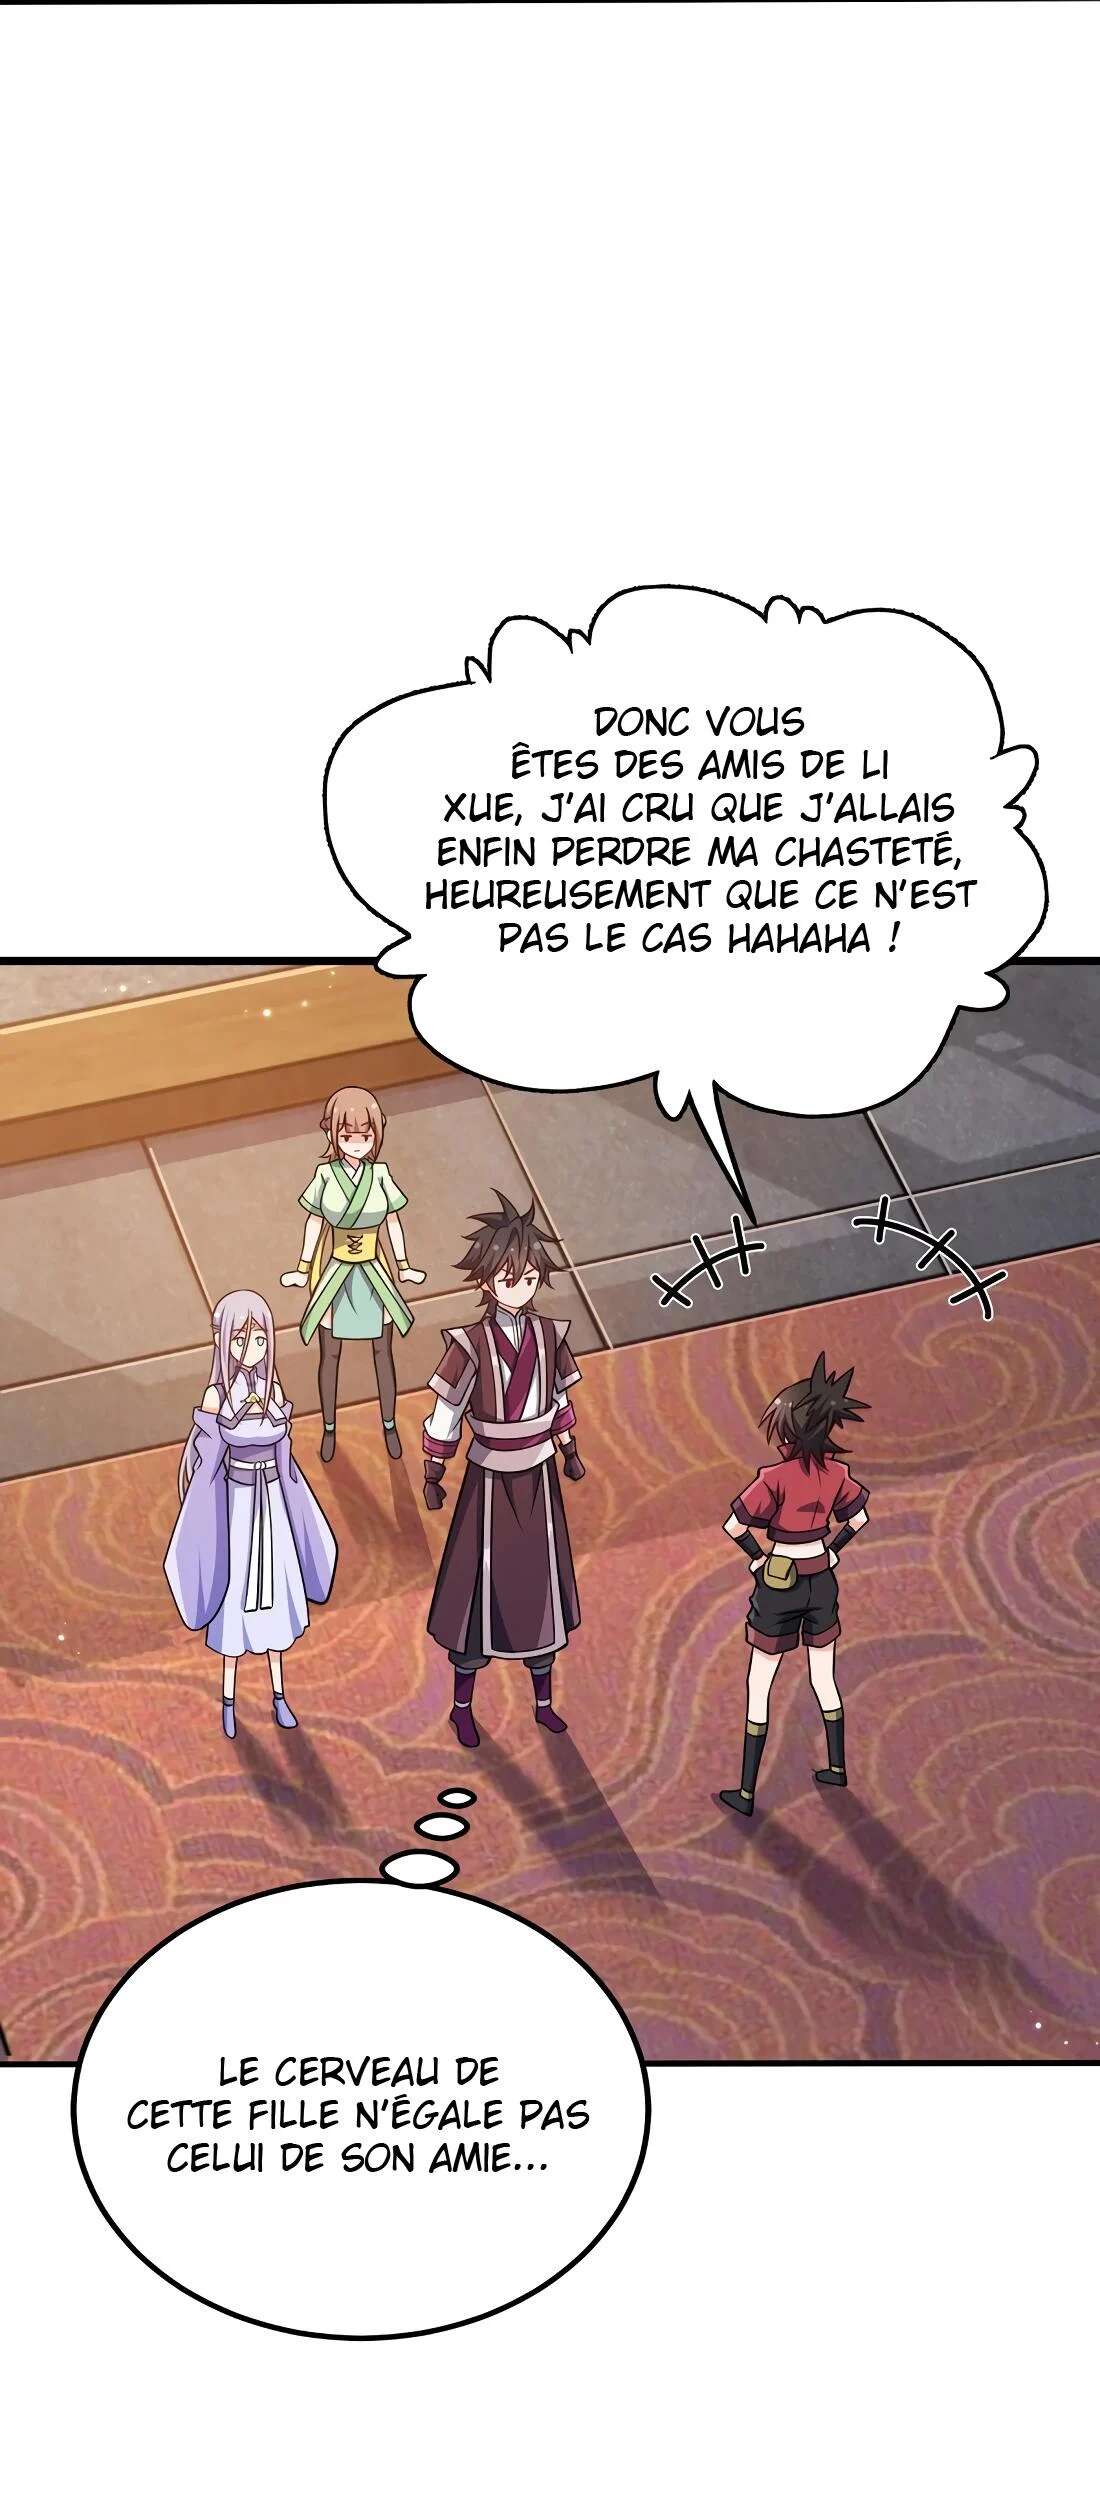 DONC VOUS
ÊTES DES AMIS DE LI
XUE, J'AI CRU QUE J'ALLAIS
ENFIN PERDRE MA CHASTETÉ,
HEUREUSEMENT QUE CE N'EST
PAS LE CAS HAHAHA !
LE CERVEAU DE
CETTE FILLE N'ÉGALE PAS
CELUI DE SON AMIE...